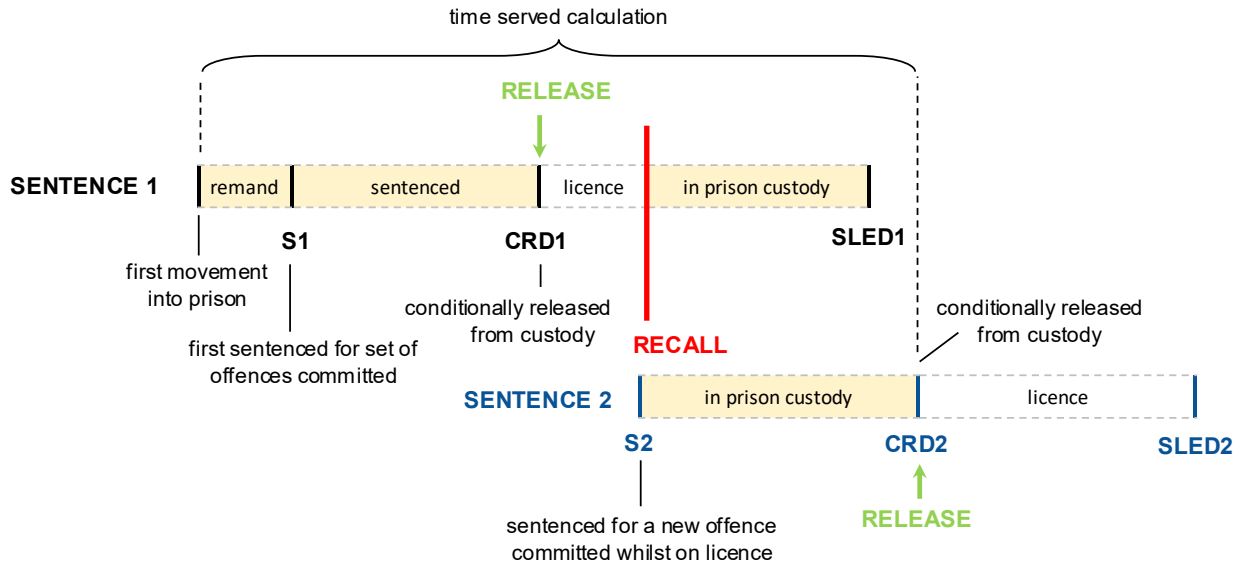 time served calculation
RELEASE
SENTENCE 1
remand
sentenced
licence
in prison custody
S1
CRD1
SLED1
first movement
into prison
conditionally released
from custody
conditionally released
from custody
first sentenced for set of
offences committed
RECALL
SENTENCE 2
in prison custody
licence
S2
CRD2
SLED2
RELEASE
sentenced for a new offence
committed whilst on licence